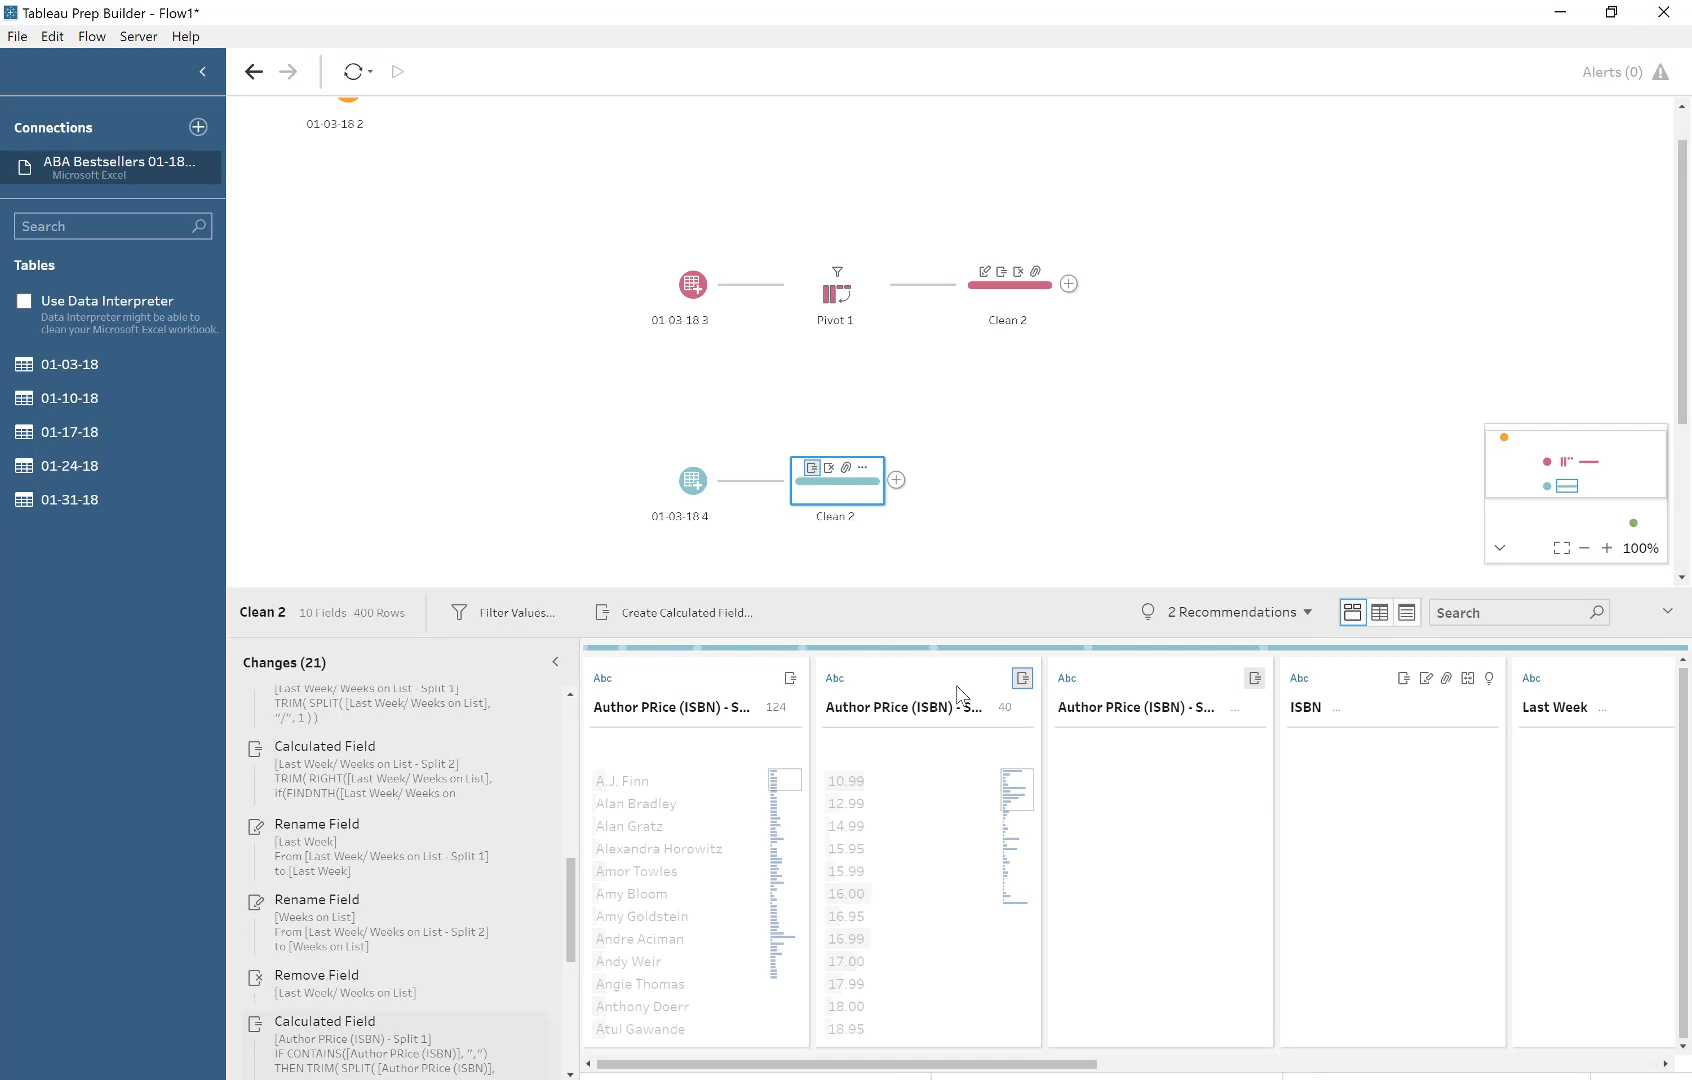 Tableau Prep Builder - Flow1*
File Edit Flow Server Help
Alerts (0)
Connections
ABA Bestsellers 01-18...
Microsoft Excel
Search
Tables
Use Data Interpreter
Data Interpreter might be able to
clean your Microsoft Excel workbook.
01-03-18
01-10-18
01-17-18
01-24-18
01-31-18
01-03-18 2
01-03-18 3
Pivot 1
Clean 2
01-03-18 4
Clean 2
100%
Clean 2 10 Fields 400 Rows
Filter Values...
Create Calculated Field...
2 Recommendations
Search
Changes (21)
[Last Week/ Weeks on List - Split 1]
TRIM( SPLIT( [Last Week/ Weeks on List],
"/", 1 ) )
Calculated Field
[Last Week/ Weeks on List - Split 2]
TRIM( RIGHT([Last Week/ Weeks on List],
if(FINDNTH([Last Week/ Weeks on
Rename Field
[Last Week]
From [Last Week/ Weeks on List - Split 1]
to [Last Week]
Rename Field
[Weeks on List]
From [Last Week/ Weeks on List - Split 2]
to [Weeks on List]
Remove Field
[Last Week/ Weeks on List]
Calculated Field
[Author PRice (ISBN) - Split 1]
IF CONTAINS([Author PRice (ISBN)], ",")
THEN TRIM( SPLIT( [Author PRice (ISBN)],
Abc
Author PRice (ISBN) - S... 124
A.J. Finn
Alan Bradley
Alan Gratz
Alexandra Horowitz
Amor Towles
Amy Bloom
Amy Goldstein
Andre Aciman
Andy Weir
Angie Thomas
Anthony Doerr
Atul Gawande
Abc
Author PRice (ISBN) - S... 40
10.99
12.99
14.99
15.95
15.99
16.00
16.95
16.99
17.00
17.99
18.00
18.95
Abc
Author PRice (ISBN) - S... ...
Abc
ISBN ...
Abc
Last Week ...